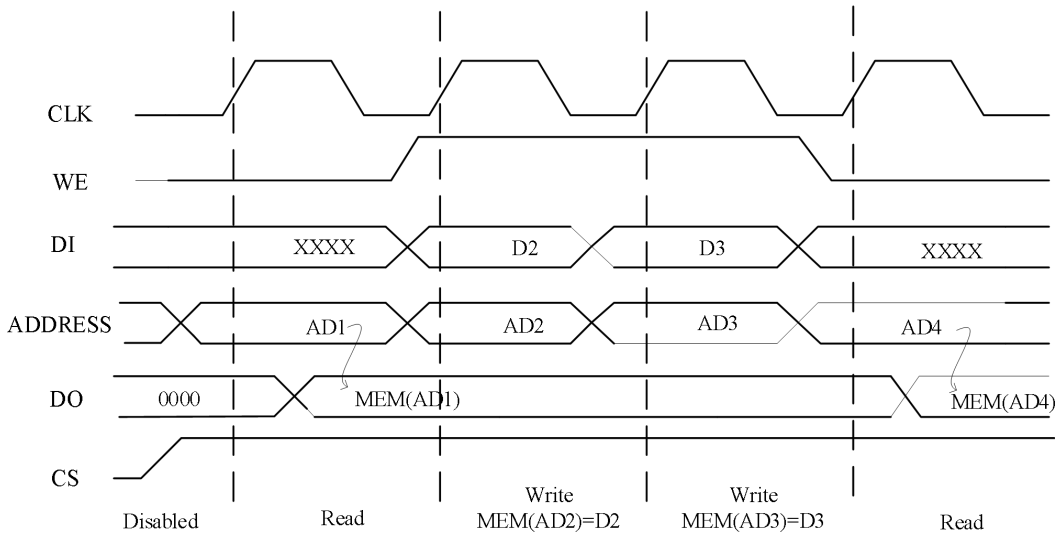 CLK
WE
DI
XXXX
D2
D3
XXXX
ADDRESS
AD1
AD2
AD3
AD4
DO
0000
MEM(AD1)
MEM(AD4)
CS
Disabled
Read
Write
MEM(AD2)=D2
Write
MEM(AD3)=D3
Read